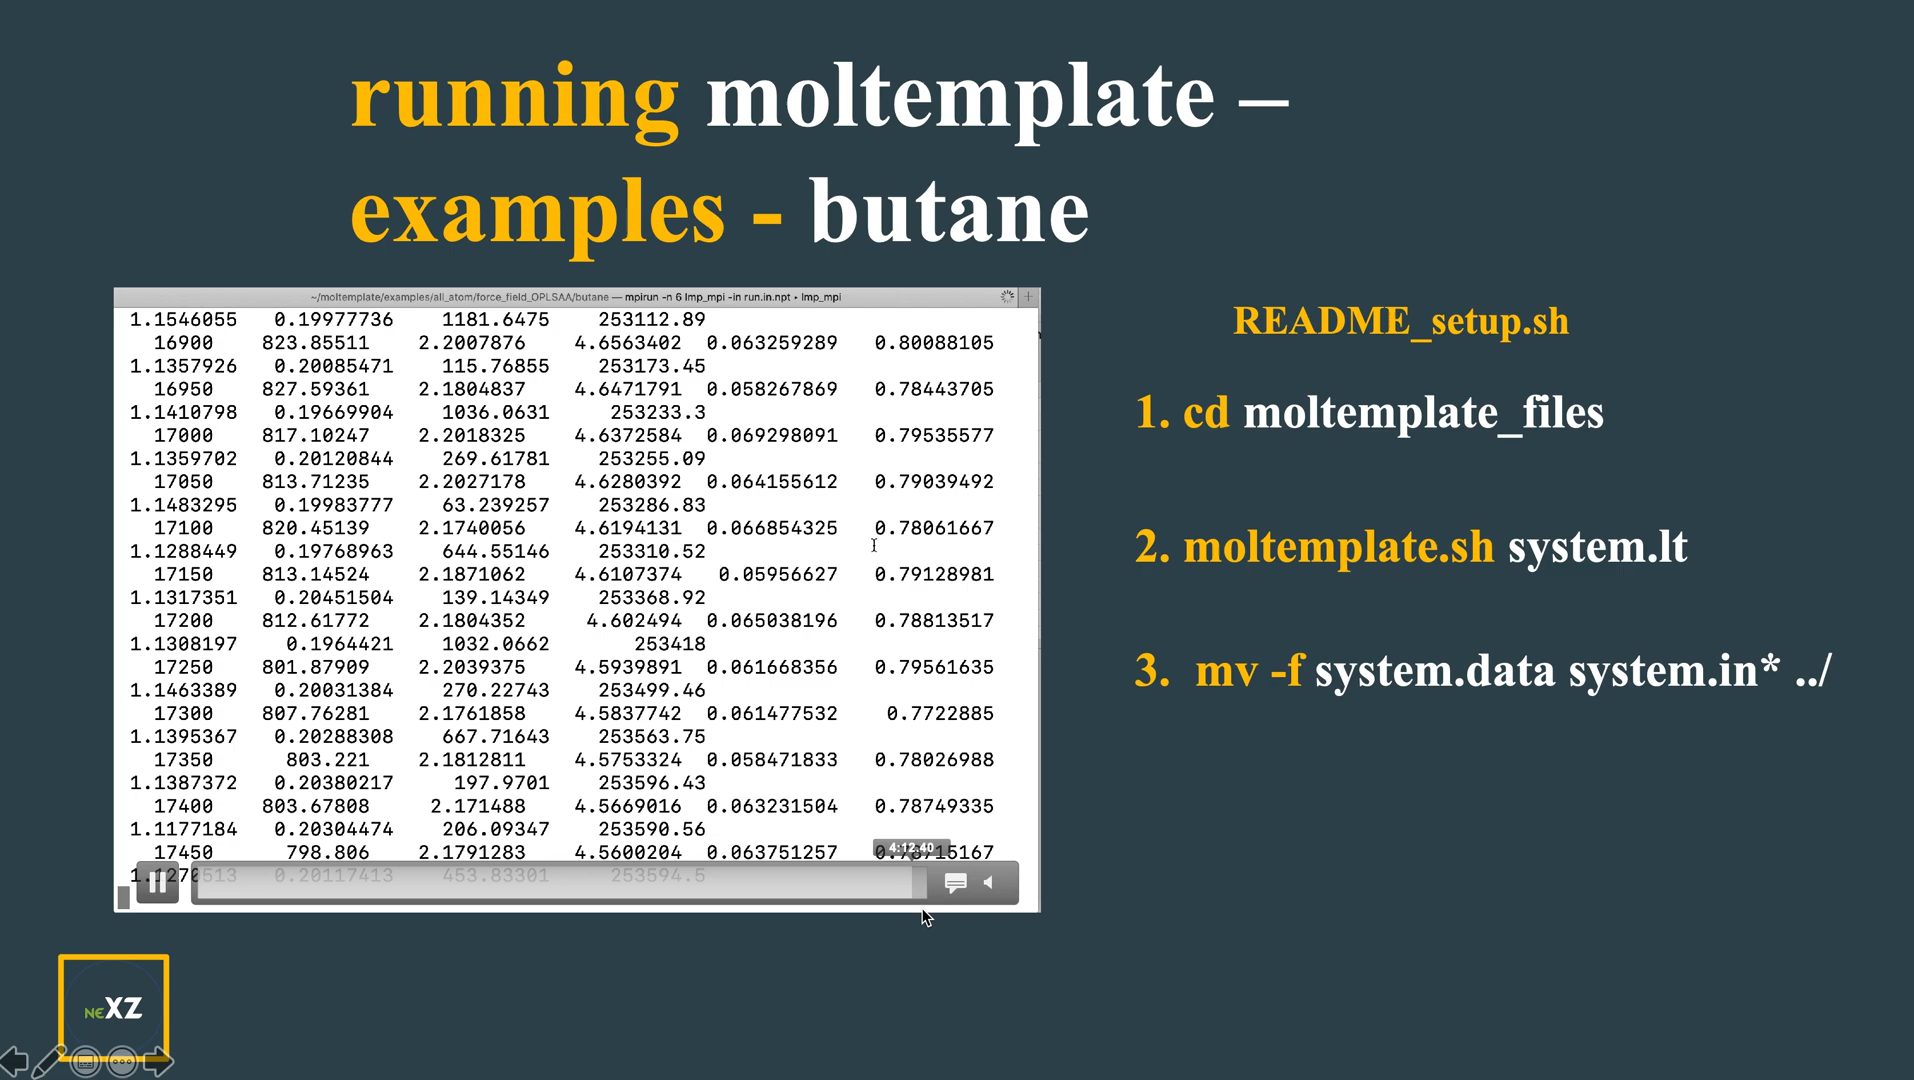 running moltemplate –
examples - butane
~/moltemplate/examples/all_atom/force_field_OPLSAA/butane — mpirun -n 6 lmp_mpi -in run.in.npt • lmp_mpi
1.1546055 0.19977736 1181.6475 253112.89
16900 823.85511 2.2007876 4.6563402 0.063259289 0.80088105
1.1357926 0.20085471 115.76855 253173.45
16950 827.59361 2.1804837 4.6471791 0.058267869 0.78443705
1.1410798 0.19669904 1036.0631 253233.3
17000 817.10247 2.2018325 4.6372584 0.069298091 0.79535577
1.1359702 0.20120844 269.61781 253255.09
17050 813.71235 2.2027178 4.6280392 0.064155612 0.79039492
1.1483295 0.19983777 63.239257 253286.83
17100 820.45139 2.1740056 4.6194131 0.066854325 0.78061667
1.1288449 0.19768963 644.55146 253310.52
17150 813.14524 2.1871062 4.6107374 0.05956627 0.79128981
1.1317351 0.20451504 139.14349 253368.92
17200 812.61772 2.1804352 4.602494 0.065038196 0.78813517
1.1308197 0.1964421 1032.0662 253418
17250 801.87909 2.2039375 4.5939891 0.061668356 0.79561635
1.1463389 0.20031384 270.22743 253499.46
17300 807.76281 2.1761858 4.5837742 0.061477532 0.7722885
1.1395367 0.20288308 667.71643 253563.75
17350 803.221 2.1812811 4.5753324 0.058471833 0.78026988
1.1387372 0.20380217 197.9701 253596.43
17400 803.67808 2.171488 4.5669016 0.063231504 0.78749335
1.1177184 0.20304474 206.09347 253590.56
17450 798.806 2.1791283 4.5600204 0.063751257
4:12.40
0.20117413 453.83301 253594.5
README_setup.sh
1. cd moltemplate_files
2. moltemplate.sh system.lt
3. mv -f system.data system.in* ../
NEXZ